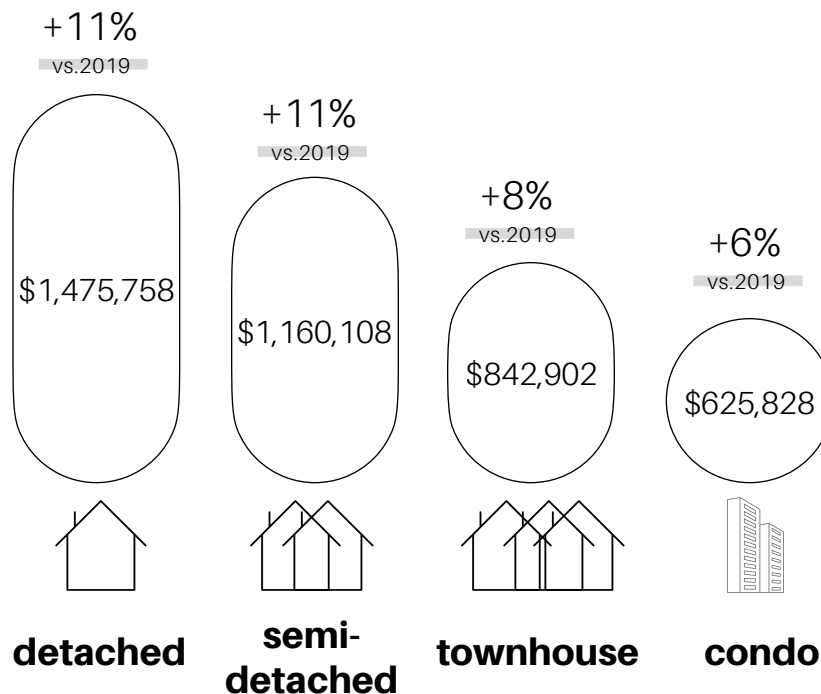 +11%
vs.2019
$1,475,758
detached
+11%
vs.2019
$1,160,108
semi-
detached
+8%
vs.2019
$842,902
townhouse
+6%
vs.2019
$625,828
condo